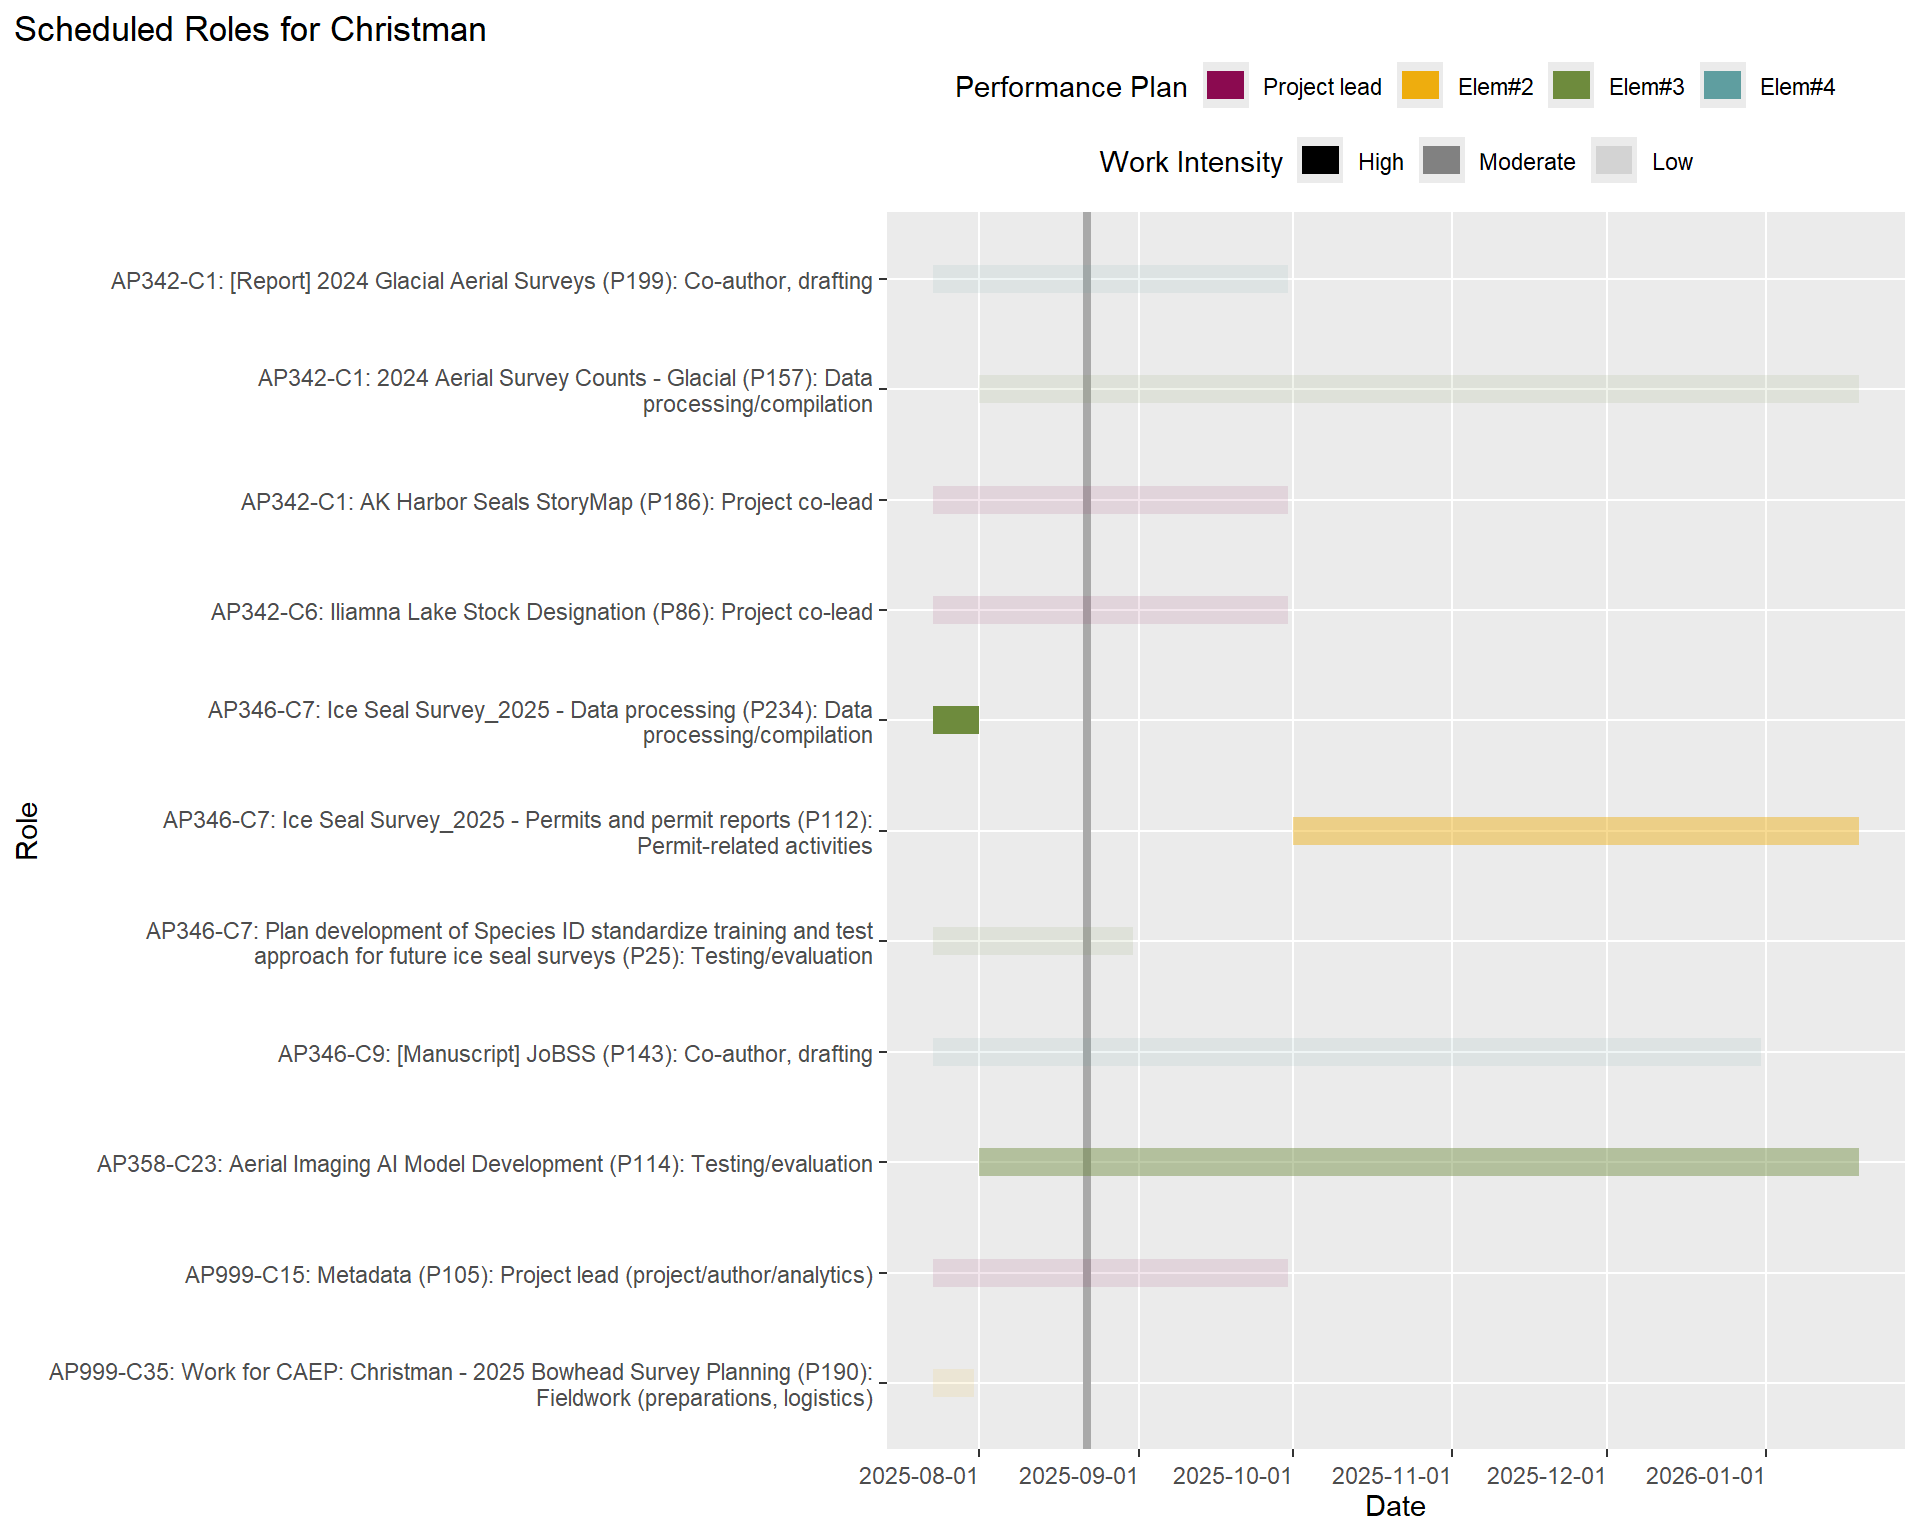 Scheduled Roles for Christman
Performance Plan Project lead Elem#2 Elem#3 Elem#4
Work Intensity High Moderate Low
AP342-C1: [Report] 2024 Glacial Aerial Surveys (P199): Co-author, drafting
AP342-C1: 2024 Aerial Survey Counts - Glacial (P157): Data
processing/compilation
AP342-C1: AK Harbor Seals StoryMap (P186): Project co-lead
AP342-C6: Iliamna Lake Stock Designation (P86): Project co-lead
AP346-C7: Ice Seal Survey_2025 - Data processing (P234): Data
processing/compilation
AP346-C7: Ice Seal Survey_2025 - Permits and permit reports (P112):
Permit-related activities
AP346-C7: Plan development of Species ID standardize training and test
approach for future ice seal surveys (P25): Testing/evaluation
AP346-C9: [Manuscript] JoBSS (P143): Co-author, drafting
AP358-C23: Aerial Imaging AI Model Development (P114): Testing/evaluation
AP999-C15: Metadata (P105): Project lead (project/author/analytics)
AP999-C35: Work for CAEP: Christman - 2025 Bowhead Survey Planning (P190):
Fieldwork (preparations, logistics)
Role
2025-08-01 2025-09-01 2025-10-01 2025-11-01 2025-12-01 2026-01-01
Date